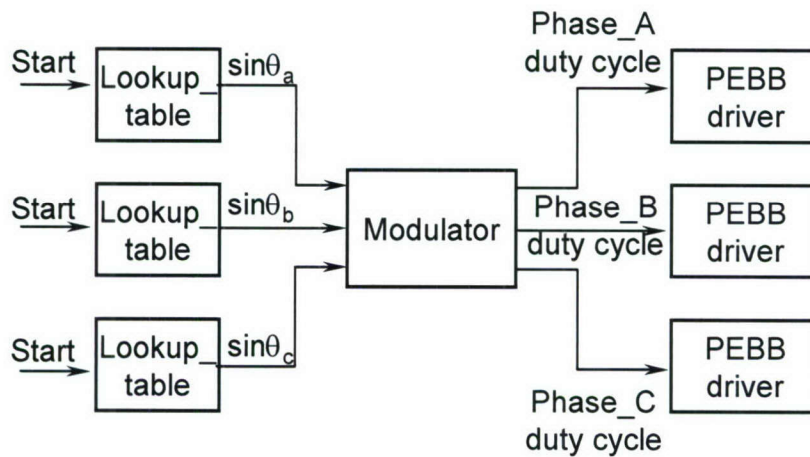 Start
Lookup_
table
sinθa
Phase_A
duty cycle
PEBB
driver
Start
Lookup_
table
sinθb
Modulator
Phase_B
duty cycle
PEBB
driver
Start
Lookup_
table
sinθc
Phase_C
duty cycle
PEBB
driver